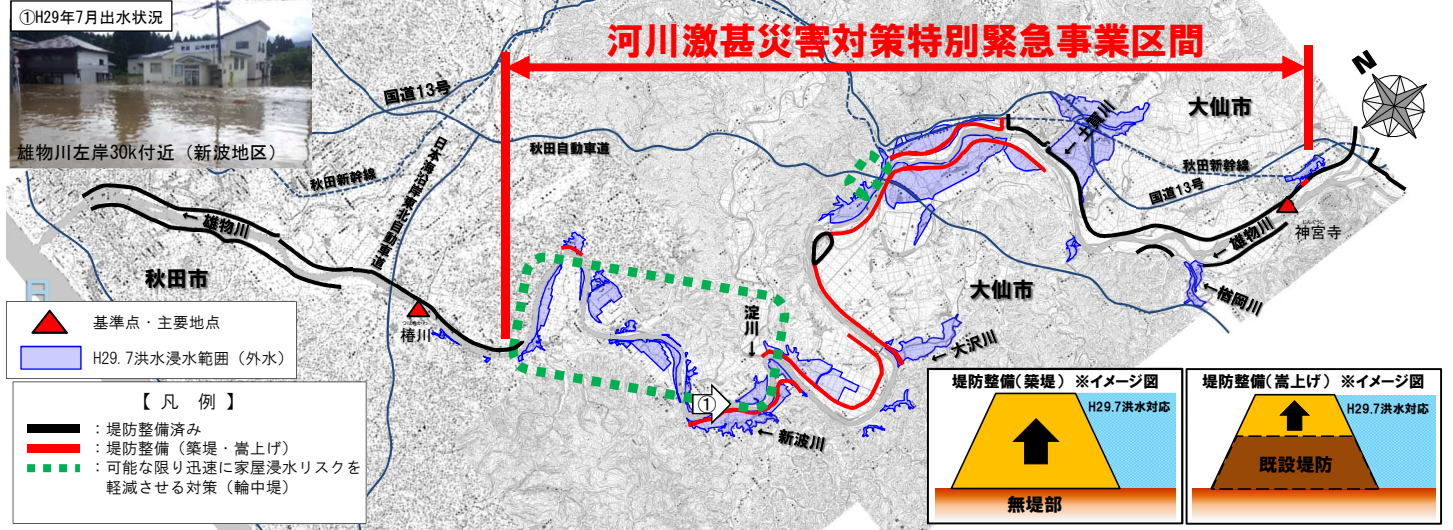 ①H29年7月出水状況
雄物川左岸30k付近（新波地区）
河川激甚災害対策特別緊急事業区間
N
国道13号
秋田新幹線
日本海沿岸東北自動車道
秋田自動車道
大仙市
土買川
秋田新幹線
国道13号
← 雄物川
神宮寺
← 楢岡川
← 雄物川
秋田市
日
椿川
淀川
→
大仙市
← 大沢川
①
← 新波川
基準点・主要地点
H29.7洪水浸水範囲（外水）
【 凡 例 】
：堤防整備済み
：堤防整備（築堤・嵩上げ）
：可能な限り迅速に家屋浸水リスクを
軽減させる対策（輪中堤）
堤防整備（築堤）※イメージ図
H29.7洪水対応
無堤部
堤防整備（嵩上げ）※イメージ図
H29.7洪水対応
既設堤防